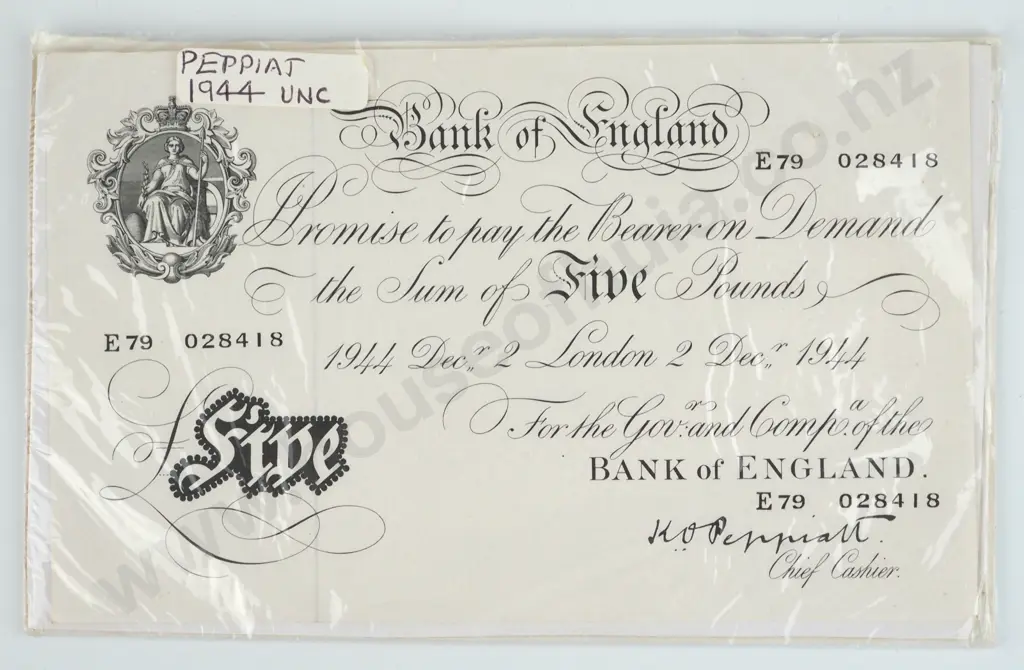 PEPPIAT
1944 UNC
Bank of England
E79 028418
I Promise to pay the Bearer on Demand
the Sum of Five Pounds
E79 028418
1944 Decr. 2 London 2 Decr. 1944
£Five
For the Govr. and Compa. of the
BANK of ENGLAND.
E79 028418
K O Peppiatt.
Chief Cashier.